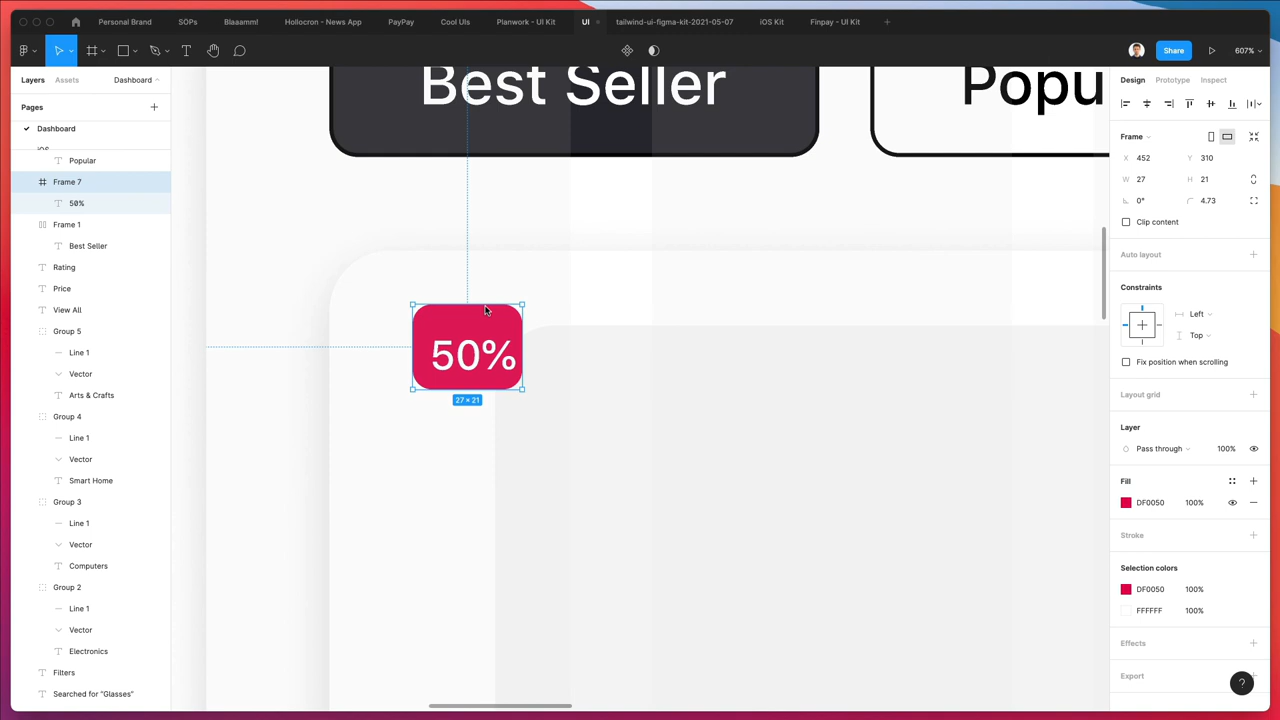 Personal Brand
SOPs
Blaaamm!
Holocron - News App
PayPay
Cool UIs
Planwork - UI Kit
UI
tailwind-ui-figma-kit-2021-05-07
iOS Kit
Finpay - UI Kit
Share
607%
Layers
Assets
Dashboard
Pages
Dashboard
iOS
Popular
Frame 7
50%
Frame 1
Best Seller
Rating
Price
View All
Group 5
Line 1
Vector
Arts & Crafts
Group 4
Line 1
Vector
Smart Home
Group 3
Line 1
Vector
Computers
Group 2
Line 1
Vector
Electronics
Filters
Searched for "Glasses"
Best Seller
Popu
50%
27 × 21
Design
Prototype
Inspect
Frame
X 452
Y 310
W 27
H 21
0°
4.73
Clip content
Auto layout
Constraints
Left
Top
Fix position when scrolling
Layout grid
Layer
Pass through
100%
Fill
DF0050
100%
Stroke
Selection colors
DF0050
100%
FFFFFF
100%
Effects
Export
?